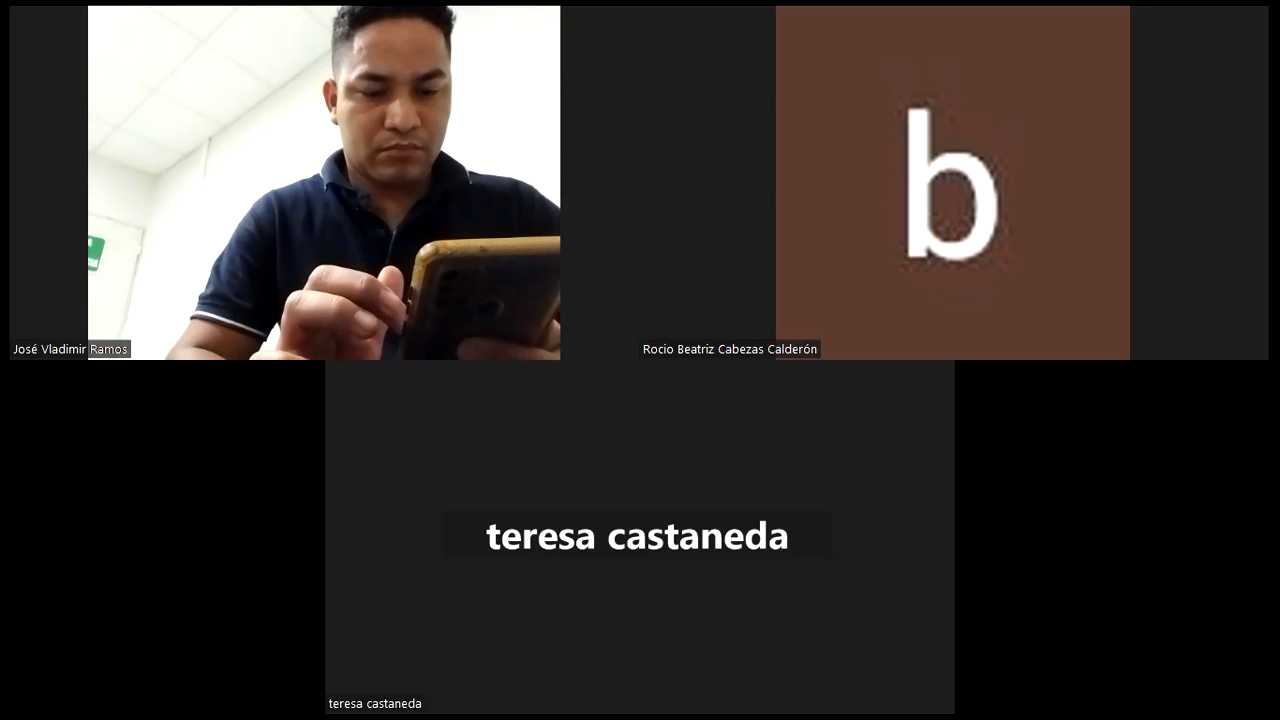 José Vladimir Ramos
b
Rocio Beatriz Cabezas Calderón
teresa castaneda
teresa castaneda